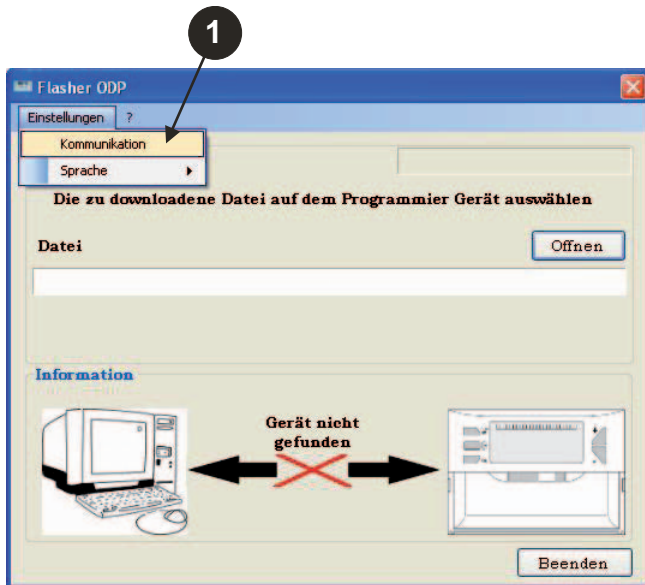 1
Flasher ODP
Einstellungen ?
Kommunikation
Sprache
Die zu downloadene Datei auf dem Programmier Gerät auswählen
Datei
Offnen
Information
Gerät nicht
gefunden
Beenden